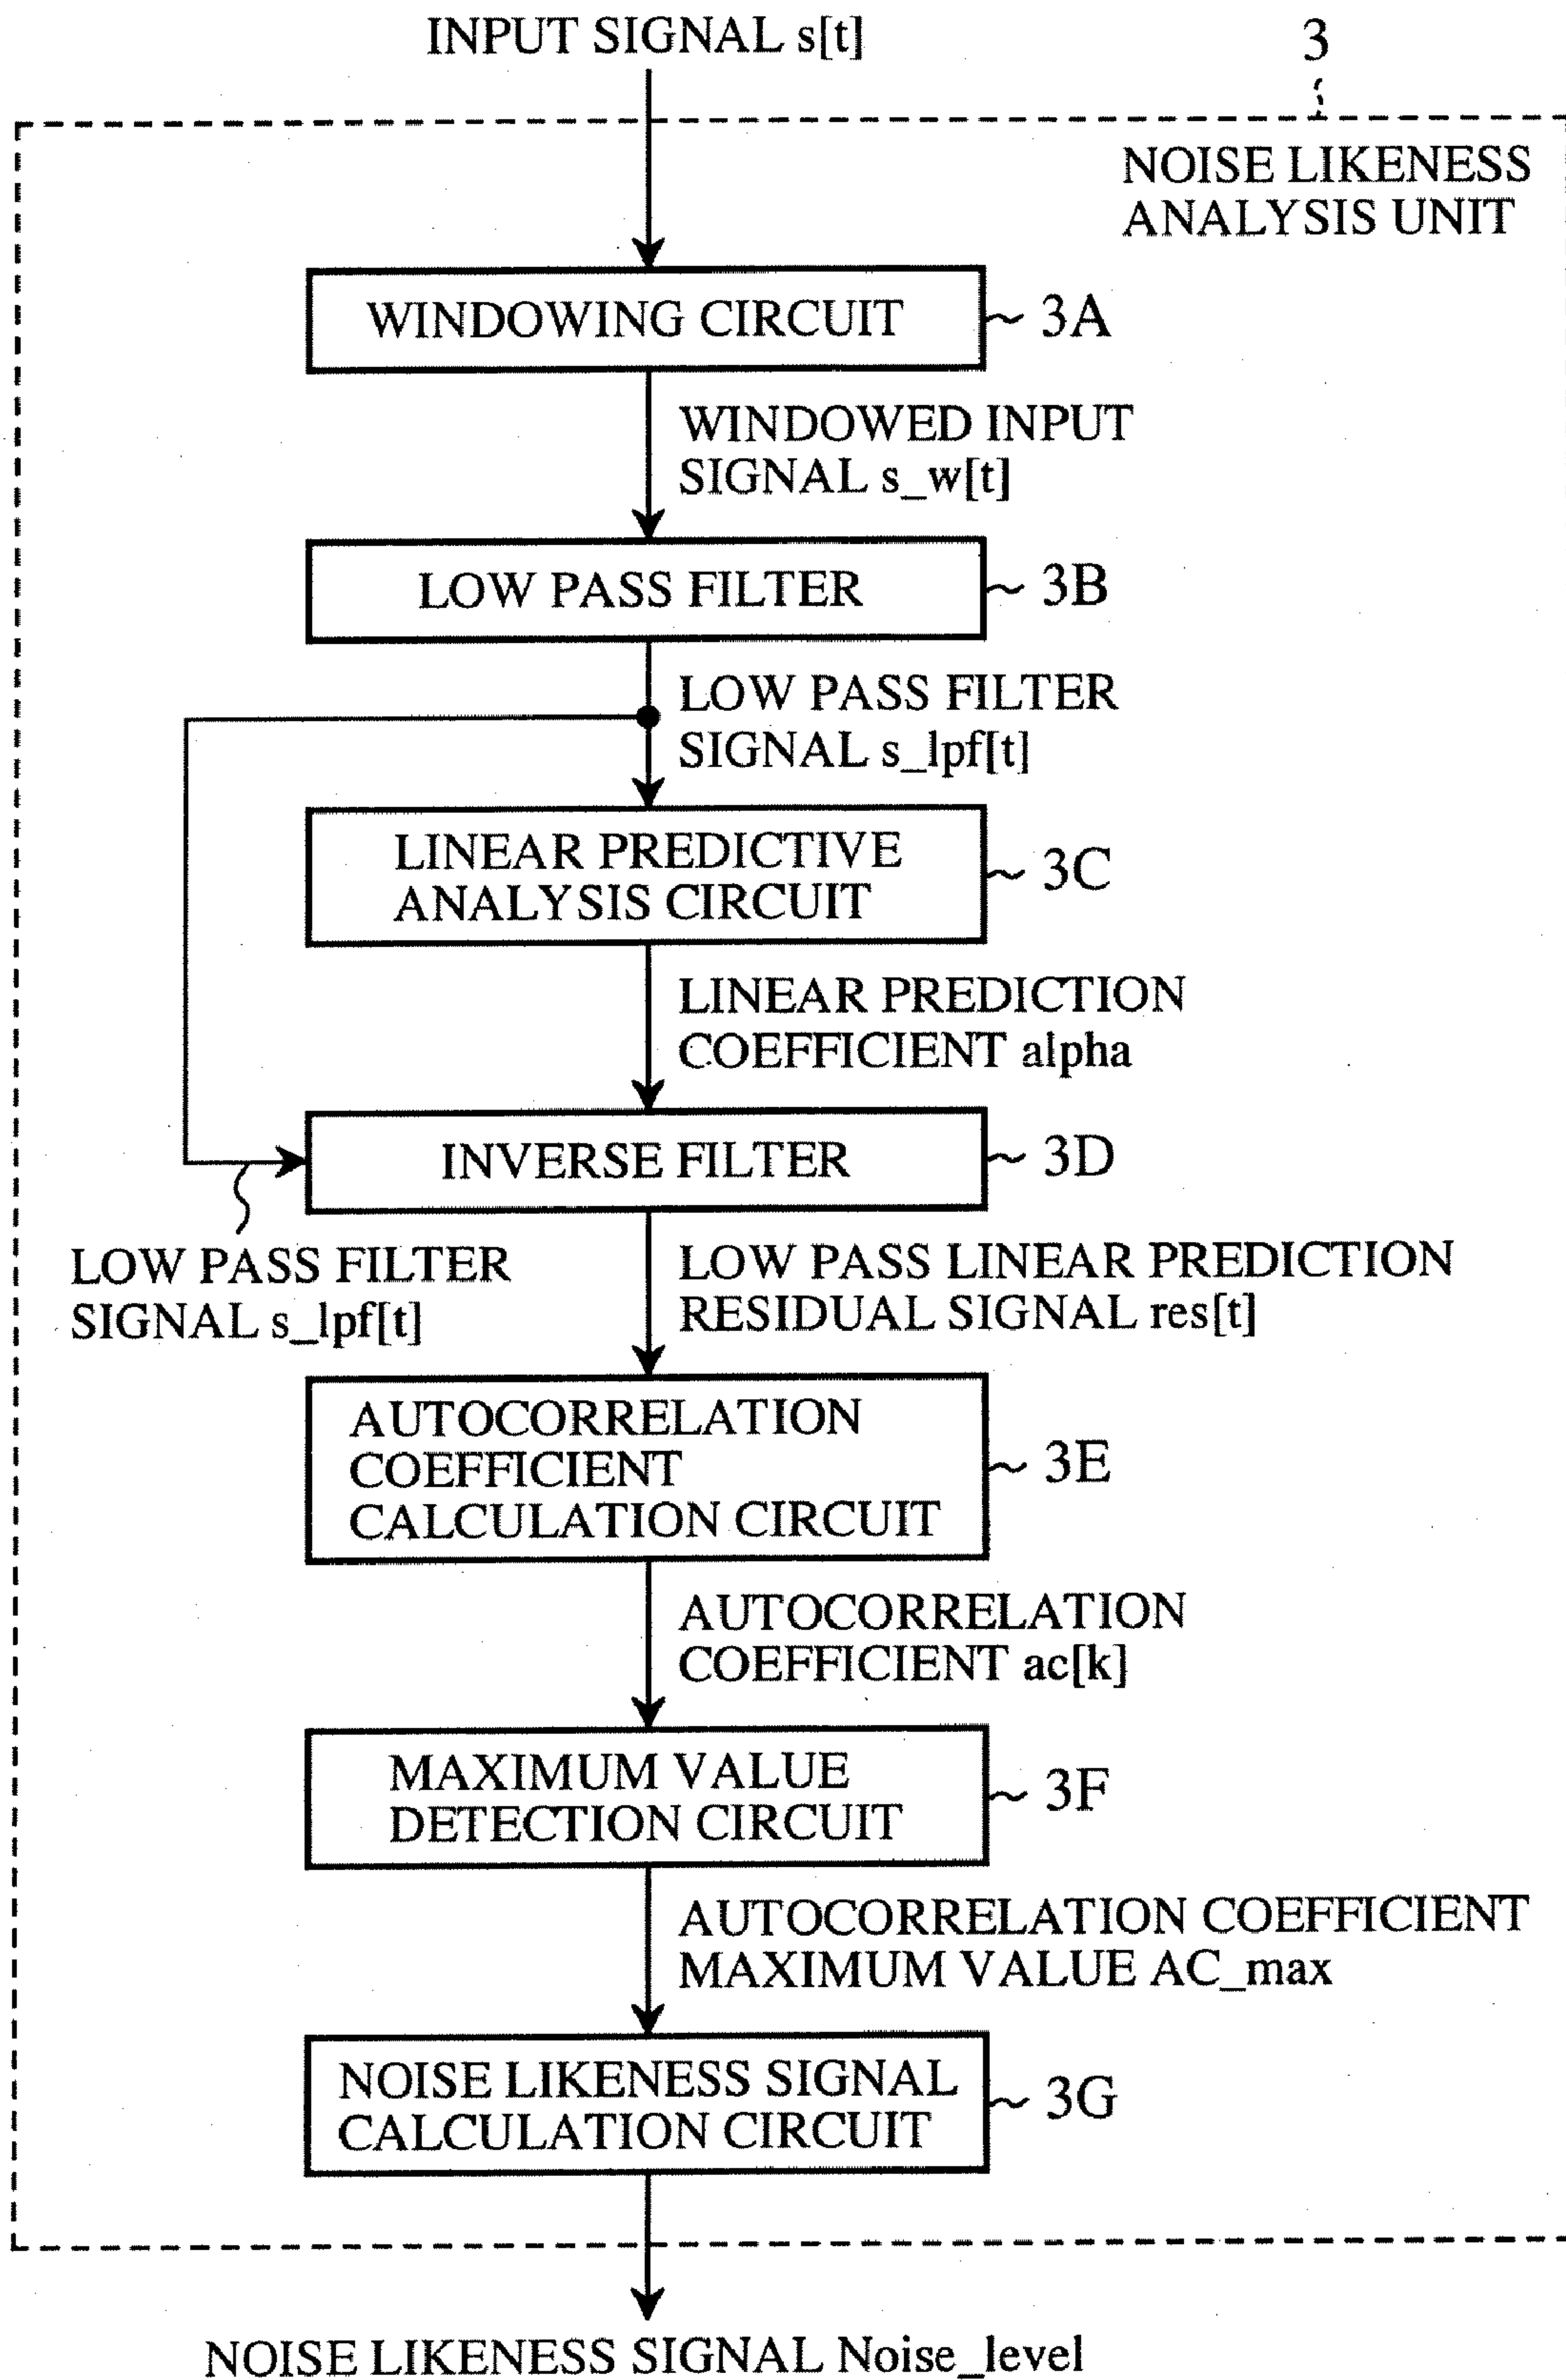 INPUT SIGNAL s[t]
3
NOISE LIKENESS
ANALYSIS UNIT
WINDOWING CIRCUIT
3A
WINDOWED INPUT
SIGNAL s_w[t]
LOW PASS FILTER
3B
LOW PASS FILTER
SIGNAL s_lpf[t]
LINEAR PREDICTIVE
ANALYSIS CIRCUIT
3C
LINEAR PREDICTION
COEFFICIENT alpha
INVERSE FILTER
3D
LOW PASS FILTER
SIGNAL s_lpf[t]
LOW PASS LINEAR PREDICTION
RESIDUAL SIGNAL res[t]
AUTOCORRELATION
COEFFICIENT
CALCULATION CIRCUIT
3E
AUTOCORRELATION
COEFFICIENT ac[k]
MAXIMUM VALUE
DETECTION CIRCUIT
3F
AUTOCORRELATION COEFFICIENT
MAXIMUM VALUE AC_max
NOISE LIKENESS SIGNAL
CALCULATION CIRCUIT
3G
NOISE LIKENESS SIGNAL Noise_level